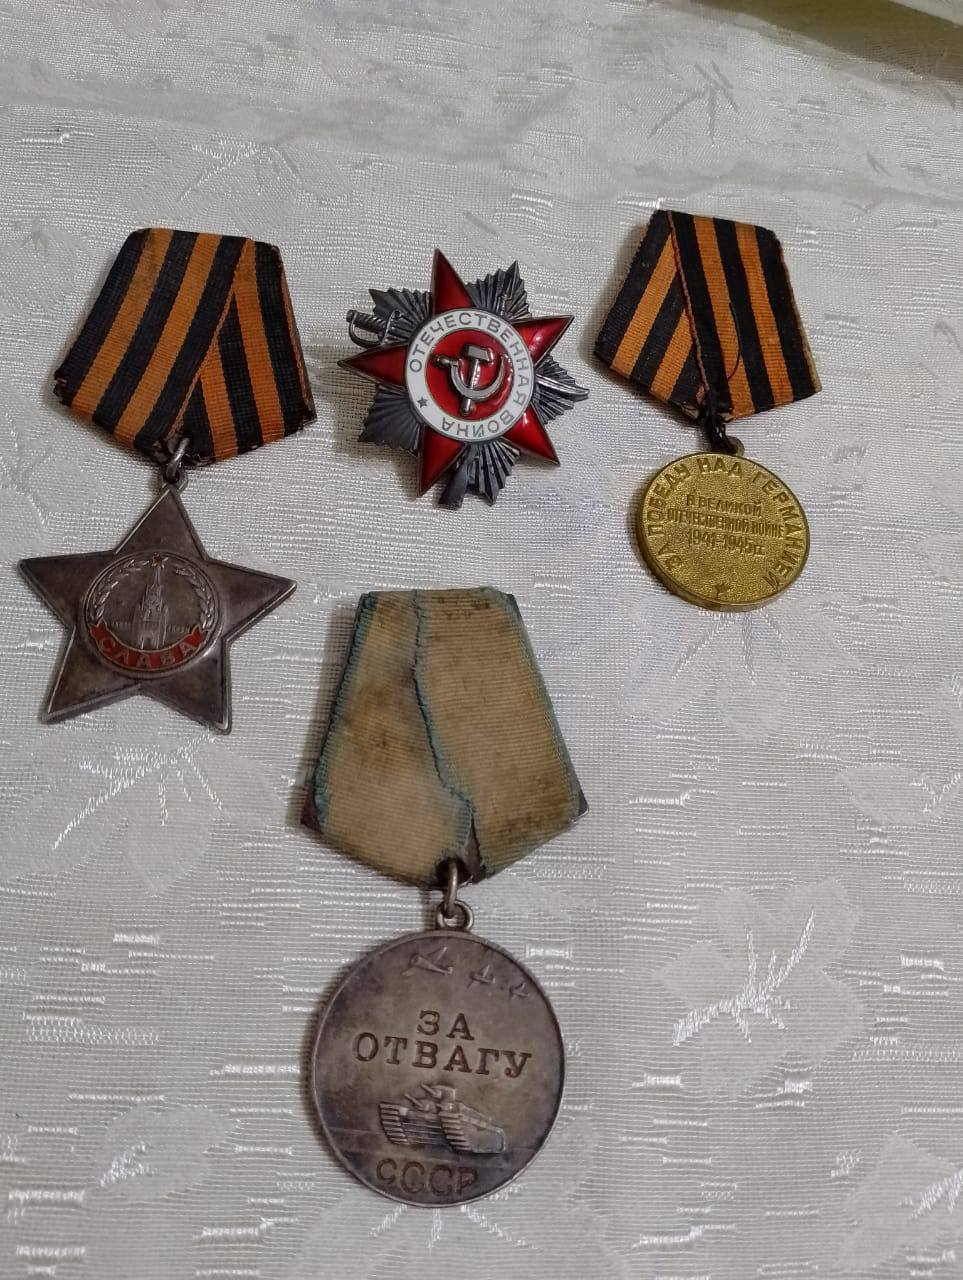 ОТЕЧЕСТВЕННАЯ ВОЙНА
ЗА ПОБЕДУ НАД ГЕРМАНИЕЙ
В ВЕЛИКОЙ
ОТЕЧЕСТВЕННОЙ ВОЙНЕ
1941-1945гг.
СЛАВА
ЗА
ОТВАГУ
СССР